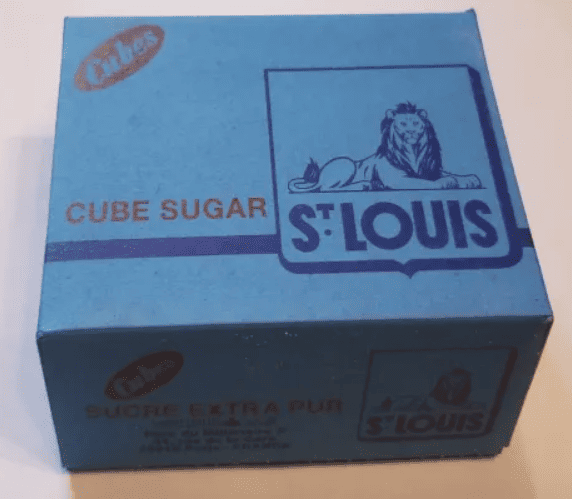 Cubes
CUBE SUGAR
ST. LOUIS
Cubes
SUCRE EXTRA PUR
ST. LOUIS